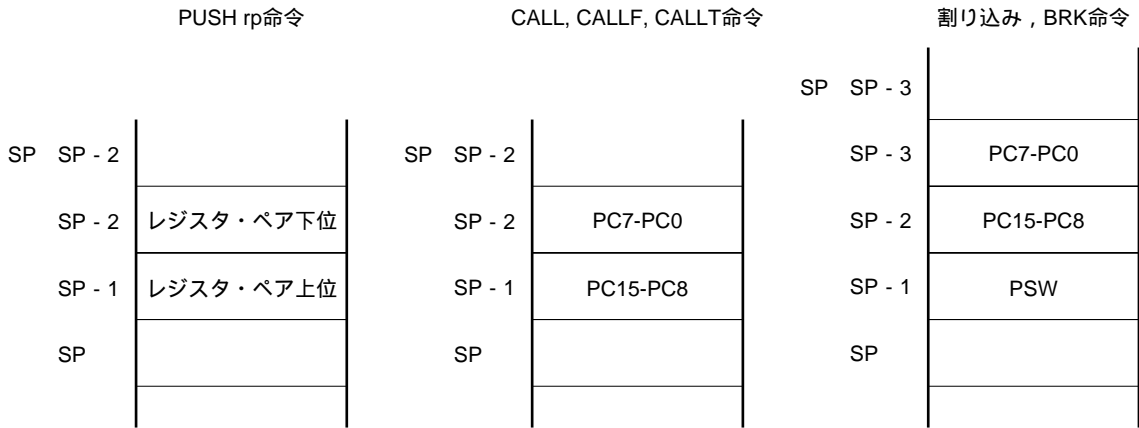 PUSH rp命令
SP SP - 2
SP - 2 レジスタ・ペア下位
SP - 1 レジスタ・ペア上位
SP
CALL, CALLF, CALLT命令
SP SP - 2
SP - 2 PC7-PC0
SP - 1 PC15-PC8
SP
割り込み , BRK命令
SP SP - 3
SP - 3 PC7-PC0
SP - 2 PC15-PC8
SP - 1 PSW
SP